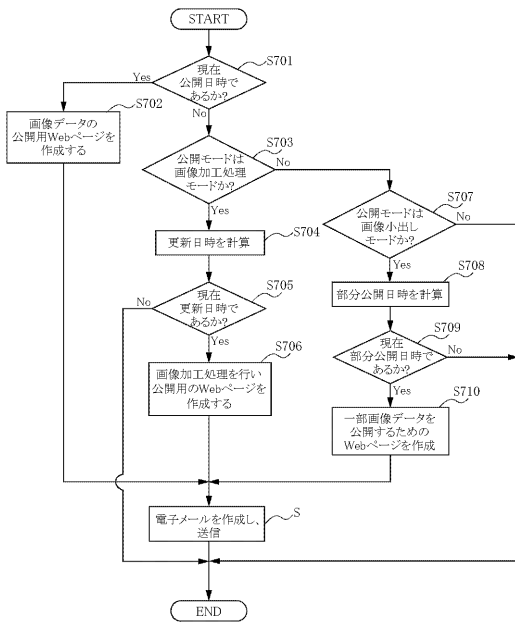 START
現在
公開日時で
あるか?
S701
Yes
No
画像データの
公開用Webページを
作成する
S702
公開モードは
画像加工処理
モードか?
S703
No
Yes
更新日時を計算
S704
現在
更新日時で
あるか?
S705
No
Yes
画像加工処理を行い
公開用のWebページを
作成する
S706
公開モードは
画像小出し
モードか?
S707
No
Yes
部分公開日時を計算
S708
現在
部分公開日時で
あるか?
S709
No
Yes
一部画像データを
公開するための
Webページを作成
S710
電子メールを作成し、
送信
S
END